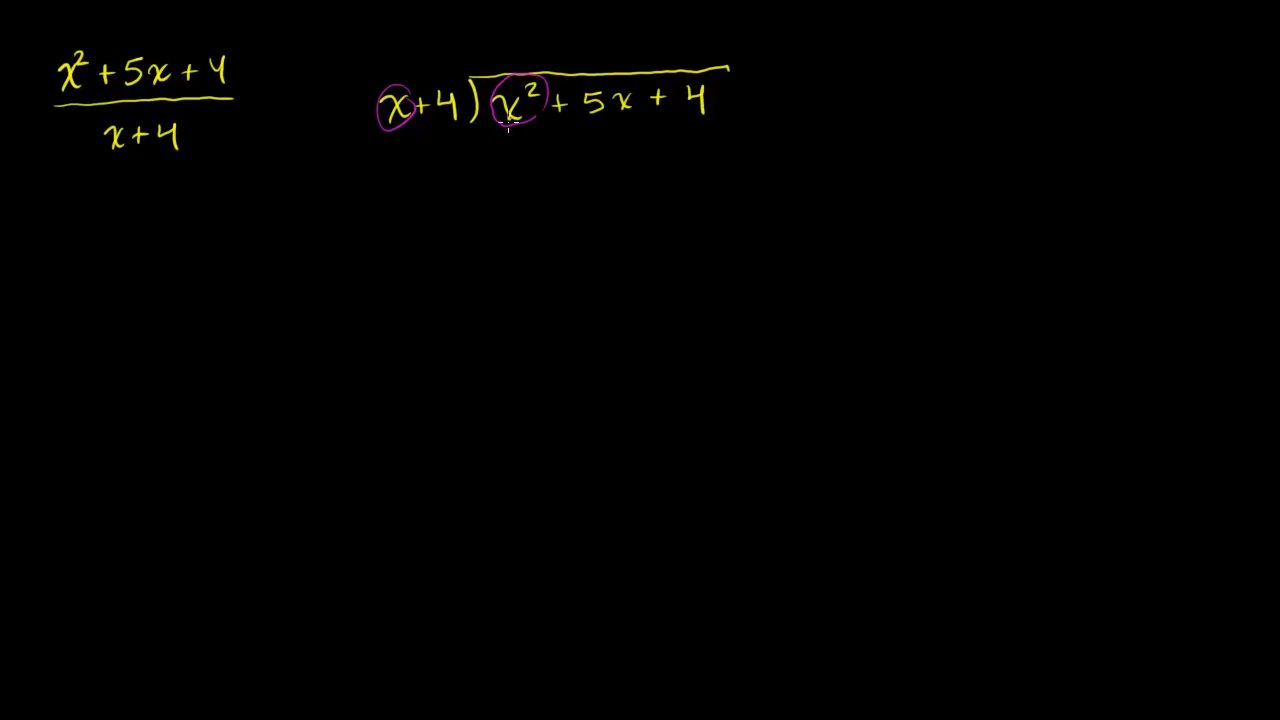 x² + 5x + 4
x + 4
x + 4 ) x² + 5x + 4